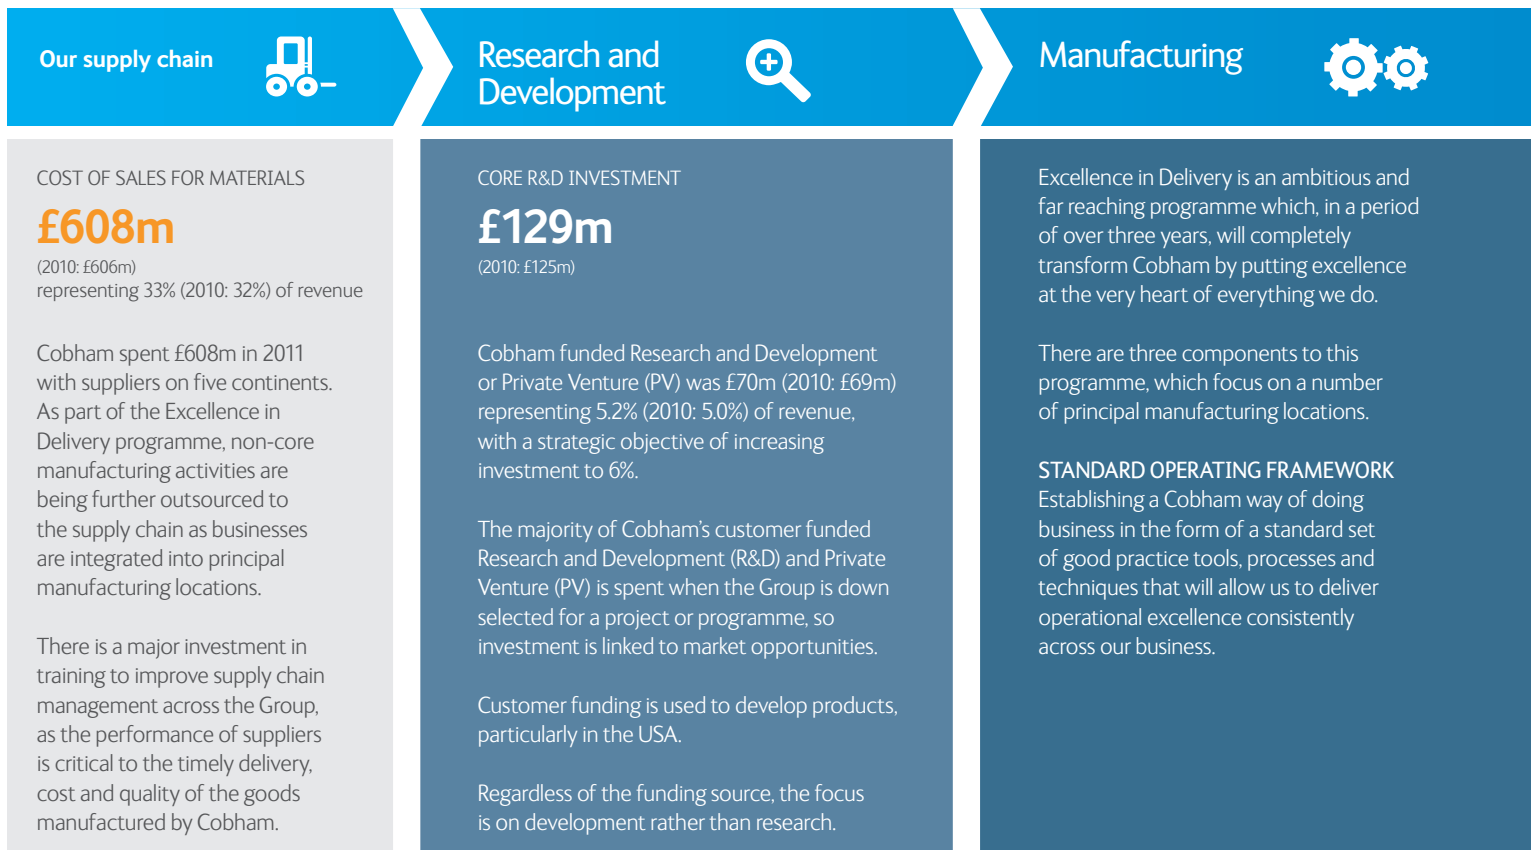 Our supply chain
COST OF SALES FOR MATERIALS
£608m
(2010: £606m)
representing 33% (2010: 32%) of revenue
Cobham spent £608m in 2011
with suppliers on five continents.
As part of the Excellence in
Delivery programme, non-core
manufacturing activities are
being further outsourced to
the supply chain as businesses
are integrated into principal
manufacturing locations.
There is a major investment in
training to improve supply chain
management across the Group,
as the performance of suppliers
is critical to the timely delivery,
cost and quality of the goods
manufactured by Cobham.
Research and
Development
CORE R&D INVESTMENT
£129m
(2010: £125m)
Cobham funded Research and Development
or Private Venture (PV) was £70m (2010: £69m)
representing 5.2% (2010: 5.0%) of revenue,
with a strategic objective of increasing
investment to 6%.
The majority of Cobham's customer funded
Research and Development (R&D) and Private
Venture (PV) is spent when the Group is down
selected for a project or programme, so
investment is linked to market opportunities.
Customer funding is used to develop products,
particularly in the USA.
Regardless of the funding source, the focus
is on development rather than research.
Manufacturing
Excellence in Delivery is an ambitious and
far reaching programme which, in a period
of over three years, will completely
transform Cobham by putting excellence
at the very heart of everything we do.
There are three components to this
programme, which focus on a number
of principal manufacturing locations.
STANDARD OPERATING FRAMEWORK
Establishing a Cobham way of doing
business in the form of a standard set
of good practice tools, processes and
techniques that will allow us to deliver
operational excellence consistently
across our business.